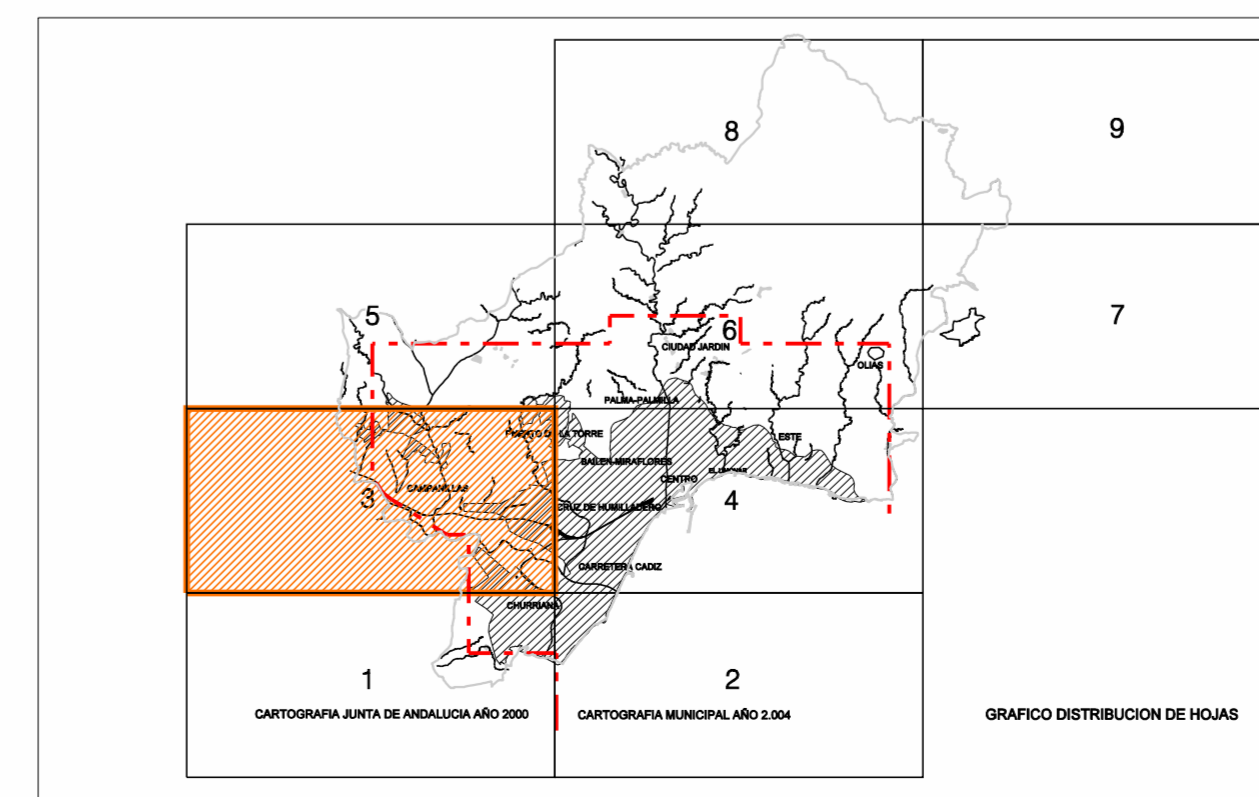 8
9
5
6
7
CIUDAD JARDIN
OLIAS
PALMA-PALMILLA
PUERTO DE LA TORRE
ESTE
BAILEN-MIRAFLORES
EL LIMONAR
CENTRO
CAMPANILLAS
3
4
CRUZ DE HUMILLADERO
CARRETERA CADIZ
CHURRIANA
1
2
CARTOGRAFIA JUNTA DE ANDALUCIA AÑO 2000
CARTOGRAFIA MUNICIPAL AÑO 2.004
GRAFICO DISTRIBUCION DE HOJAS